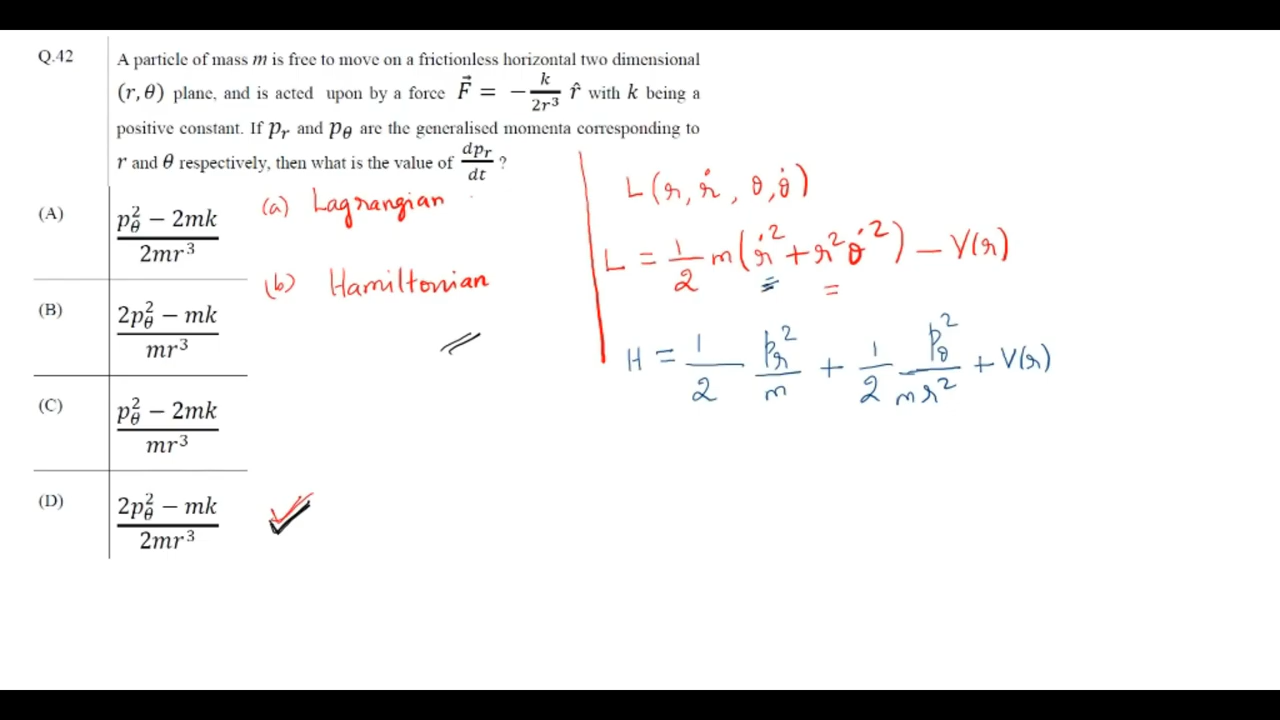 Q.42
A particle of mass m is free to move on a frictionless horizontal two dimensional
(r, θ) plane, and is acted upon by a force F⃗ = − k/2r³ r̂ with k being a
positive constant. If pᵣ and p_θ are the generalised momenta corresponding to
r and θ respectively, then what is the value of dpᵣ/dt ?
(A) (p_θ² − 2mk)/2mr³
(B) (2p_θ² − mk)/mr³
(C) (p_θ² − 2mk)/mr³
(D) (2p_θ² − mk)/2mr³
(a) Lagrangian
(b) Hamiltonian
L(r, ṙ, θ, θ̇)
L = 1/2 m(ṙ² + r²θ̇²) − V(r)
H = 1/2 pᵣ²/m + 1/2 p_θ²/mr² + V(r)